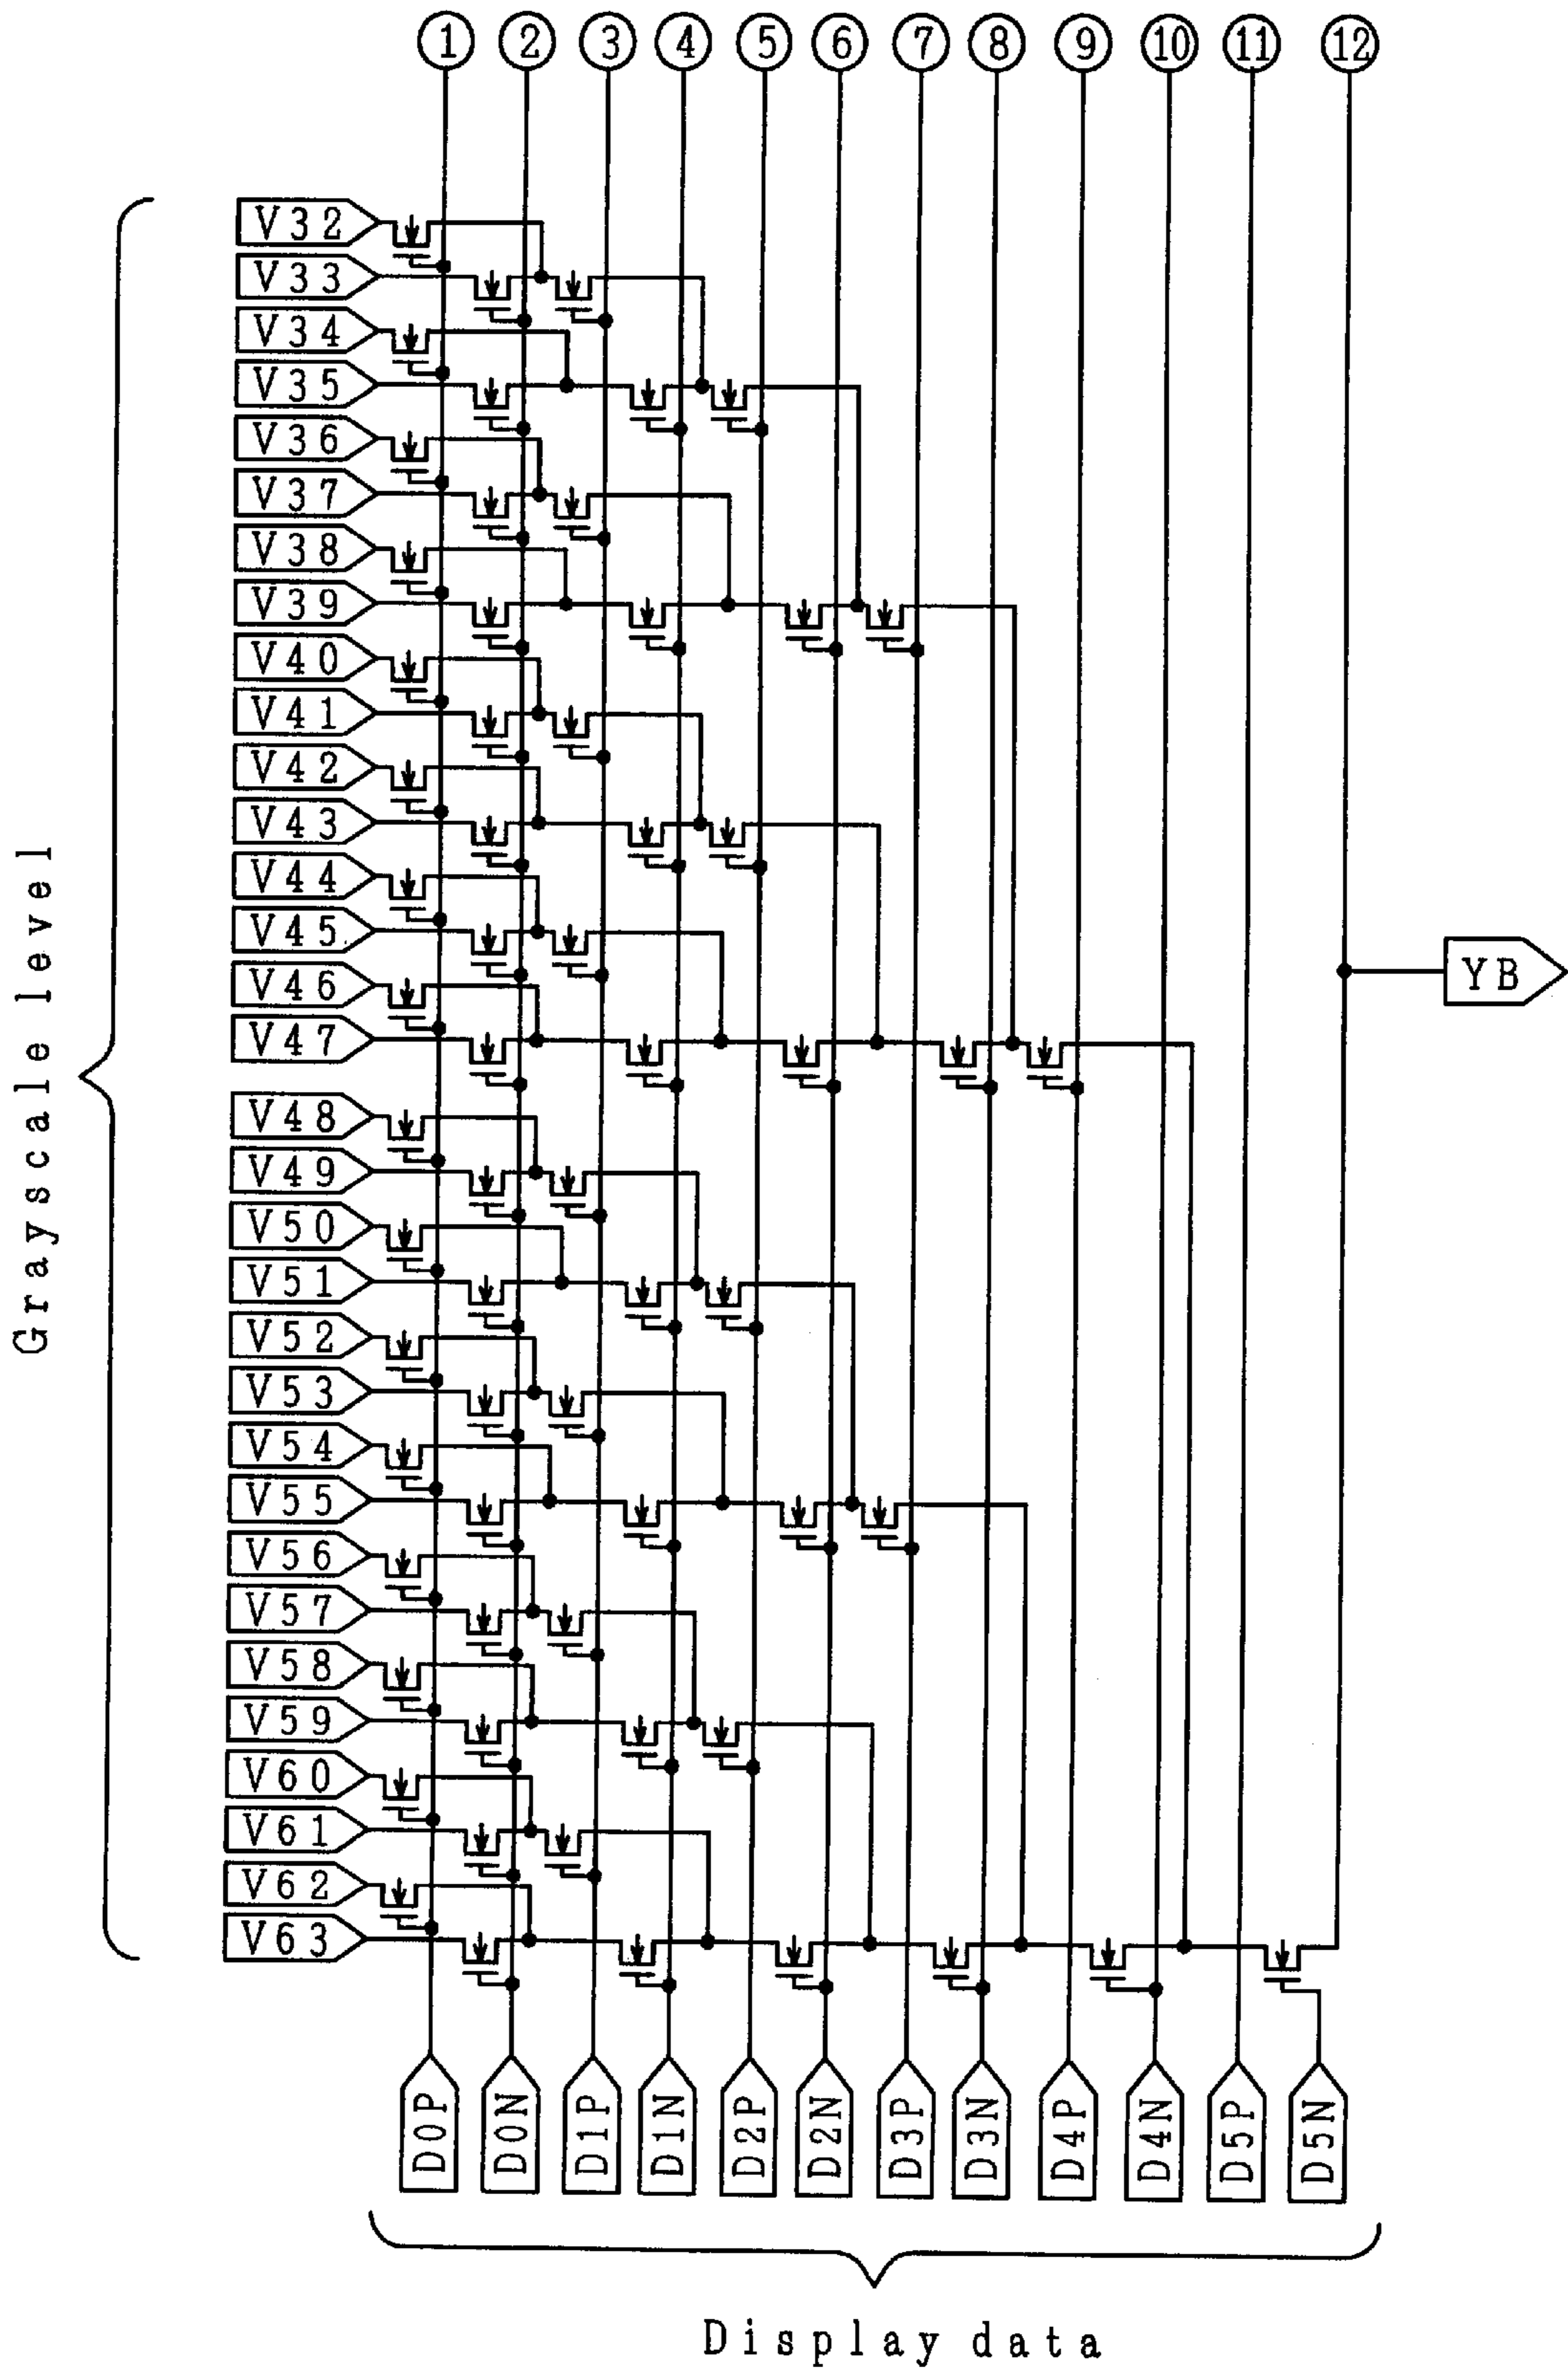 ① ② ③ ④ ⑤ ⑥ ⑦ ⑧ ⑨ ⑩ ⑪ ⑫
V32
V33
V34
V35
V36
V37
V38
V39
V40
V41
V42
V43
V44
V45
V46
V47
V48
V49
V50
V51
V52
V53
V54
V55
V56
V57
V58
V59
V60
V61
V62
V63
Grayscale level
YB
D0P D0N D1P D1N D2P D2N D3P D3N D4P D4N D5P D5N
Display data